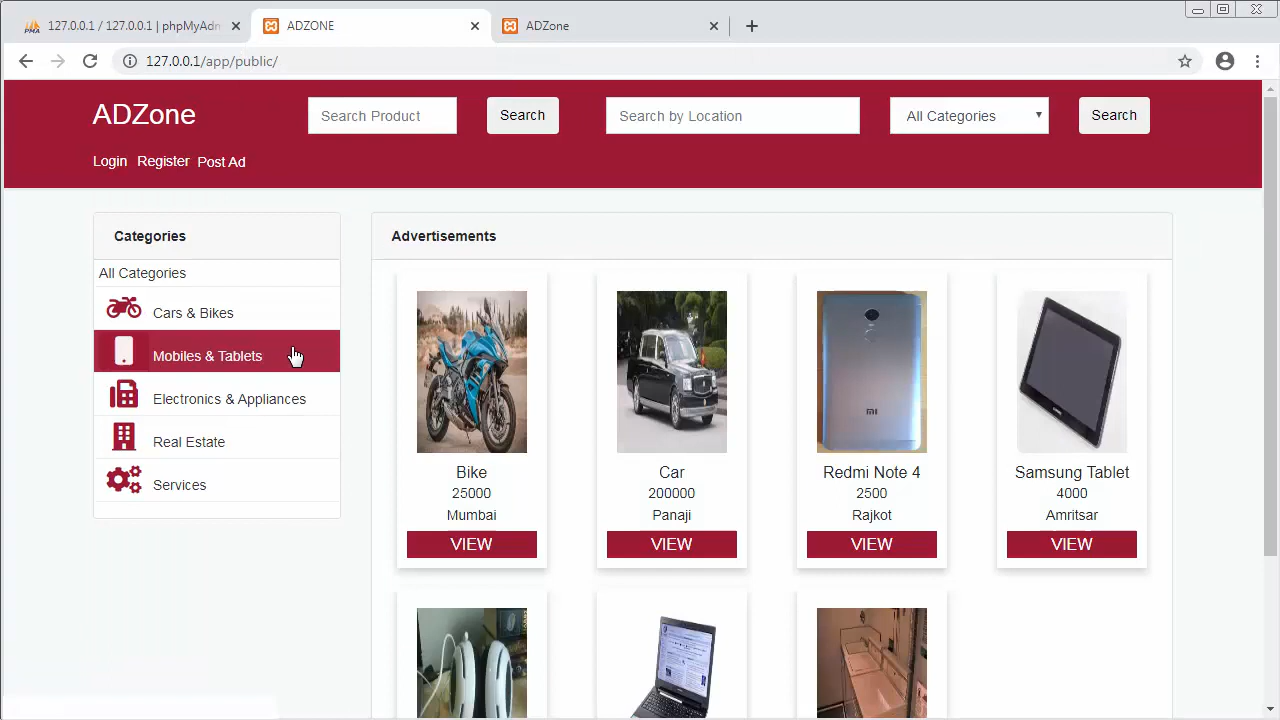 127.0.0.1 / 127.0.0.1 | phpMyAdn
ADZONE
ADZone
127.0.0.1/app/public/
ADZone
Search Product
Search
Search by Location
All Categories
Search
Login Register Post Ad
Categories
All Categories
Cars & Bikes
Mobiles & Tablets
Electronics & Appliances
Real Estate
Services
Advertisements
Bike
25000
Mumbai
VIEW
Car
200000
Panaji
VIEW
Redmi Note 4
2500
Rajkot
VIEW
Samsung Tablet
4000
Amritsar
VIEW